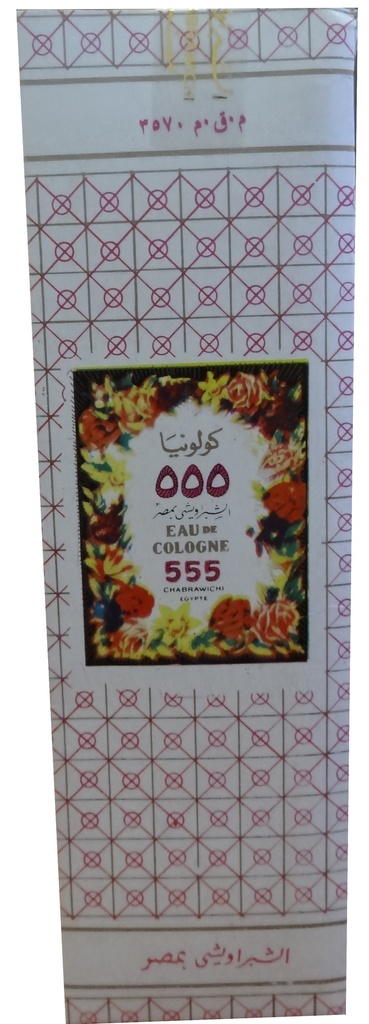 م.ق.م ٣٥٧٠
كولونيا
٥٥٥
الشبراويشى بمصر
EAU DE
COLOGNE
555
CHABRAWICHI
EGYPTE
الشبراويشى بمصر